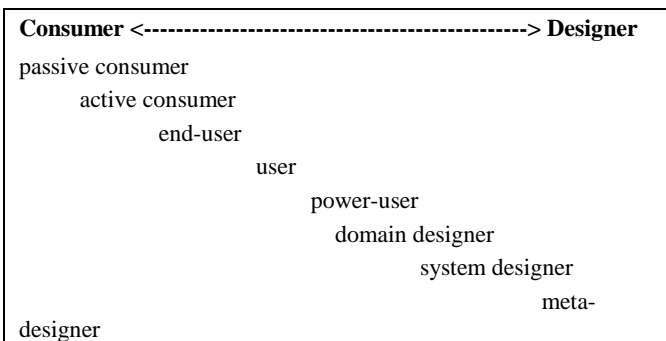 Consumer <------------------------------------------------> Designer
passive consumer
active consumer
end-user
user
power-user
domain designer
system designer
meta-
designer